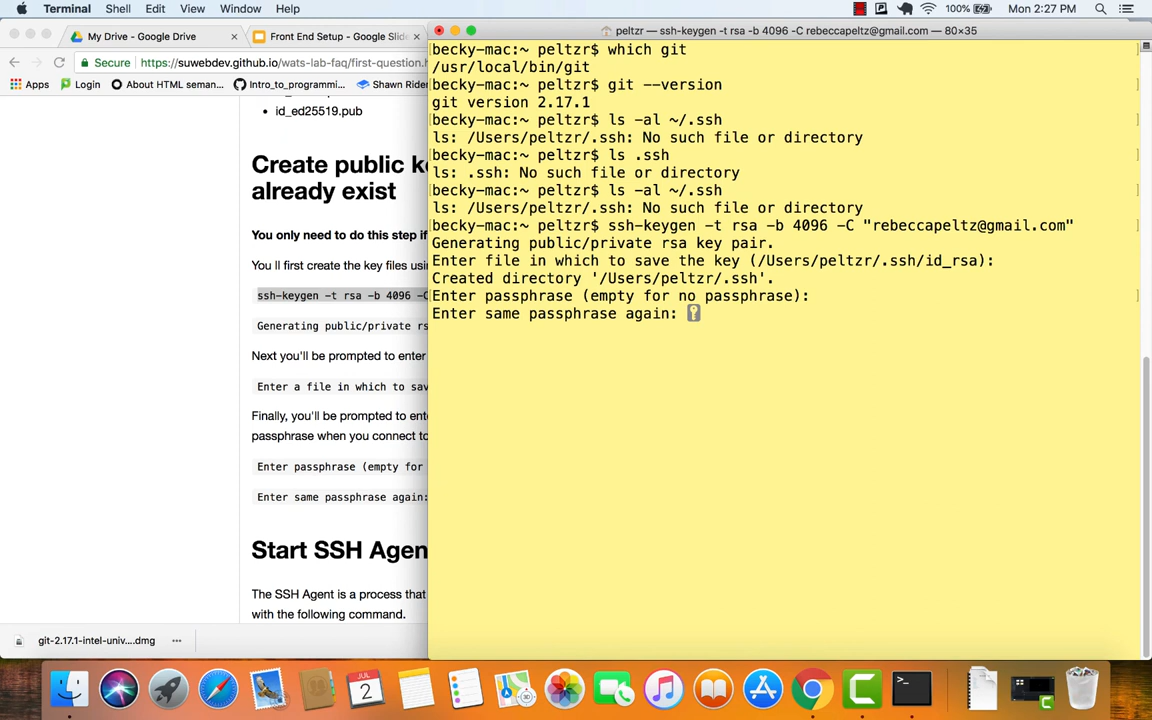 Terminal Shell Edit View Window Help
100% Mon 2:27 PM
My Drive - Google Drive
Front End Setup - Google Slide
Secure https://suwebdev.github.io/wats-lab-faq/first-question.h
Apps Login About HTML seman... Intro_to_programmi... Shawn Rider
id_ed25519.pub
Create public k
already exist
You only need to do this step if
You ll first create the key files usin
ssh-keygen -t rsa -b 4096 -C
Generating public/private rs
Next you'll be prompted to enter
Enter a file in which to sav
Finally, you'll be prompted to ent
passphrase when you connect to
Enter passphrase (empty for
Enter same passphrase again:
Start SSH Agen
The SSH Agent is a process that
with the following command.
git-2.17.1-intel-univ....dmg
peltzr — ssh-keygen -t rsa -b 4096 -C rebeccapeltz@gmail.com — 80×35
becky-mac:~ peltzr$ which git
/usr/local/bin/git
becky-mac:~ peltzr$ git --version
git version 2.17.1
becky-mac:~ peltzr$ ls -al ~/.ssh
ls: /Users/peltzr/.ssh: No such file or directory
becky-mac:~ peltzr$ ls .ssh
ls: .ssh: No such file or directory
becky-mac:~ peltzr$ ls -al ~/.ssh
ls: /Users/peltzr/.ssh: No such file or directory
becky-mac:~ peltzr$ ssh-keygen -t rsa -b 4096 -C "rebeccapeltz@gmail.com"
Generating public/private rsa key pair.
Enter file in which to save the key (/Users/peltzr/.ssh/id_rsa):
Created directory '/Users/peltzr/.ssh'.
Enter passphrase (empty for no passphrase):
Enter same passphrase again:
JUL
2